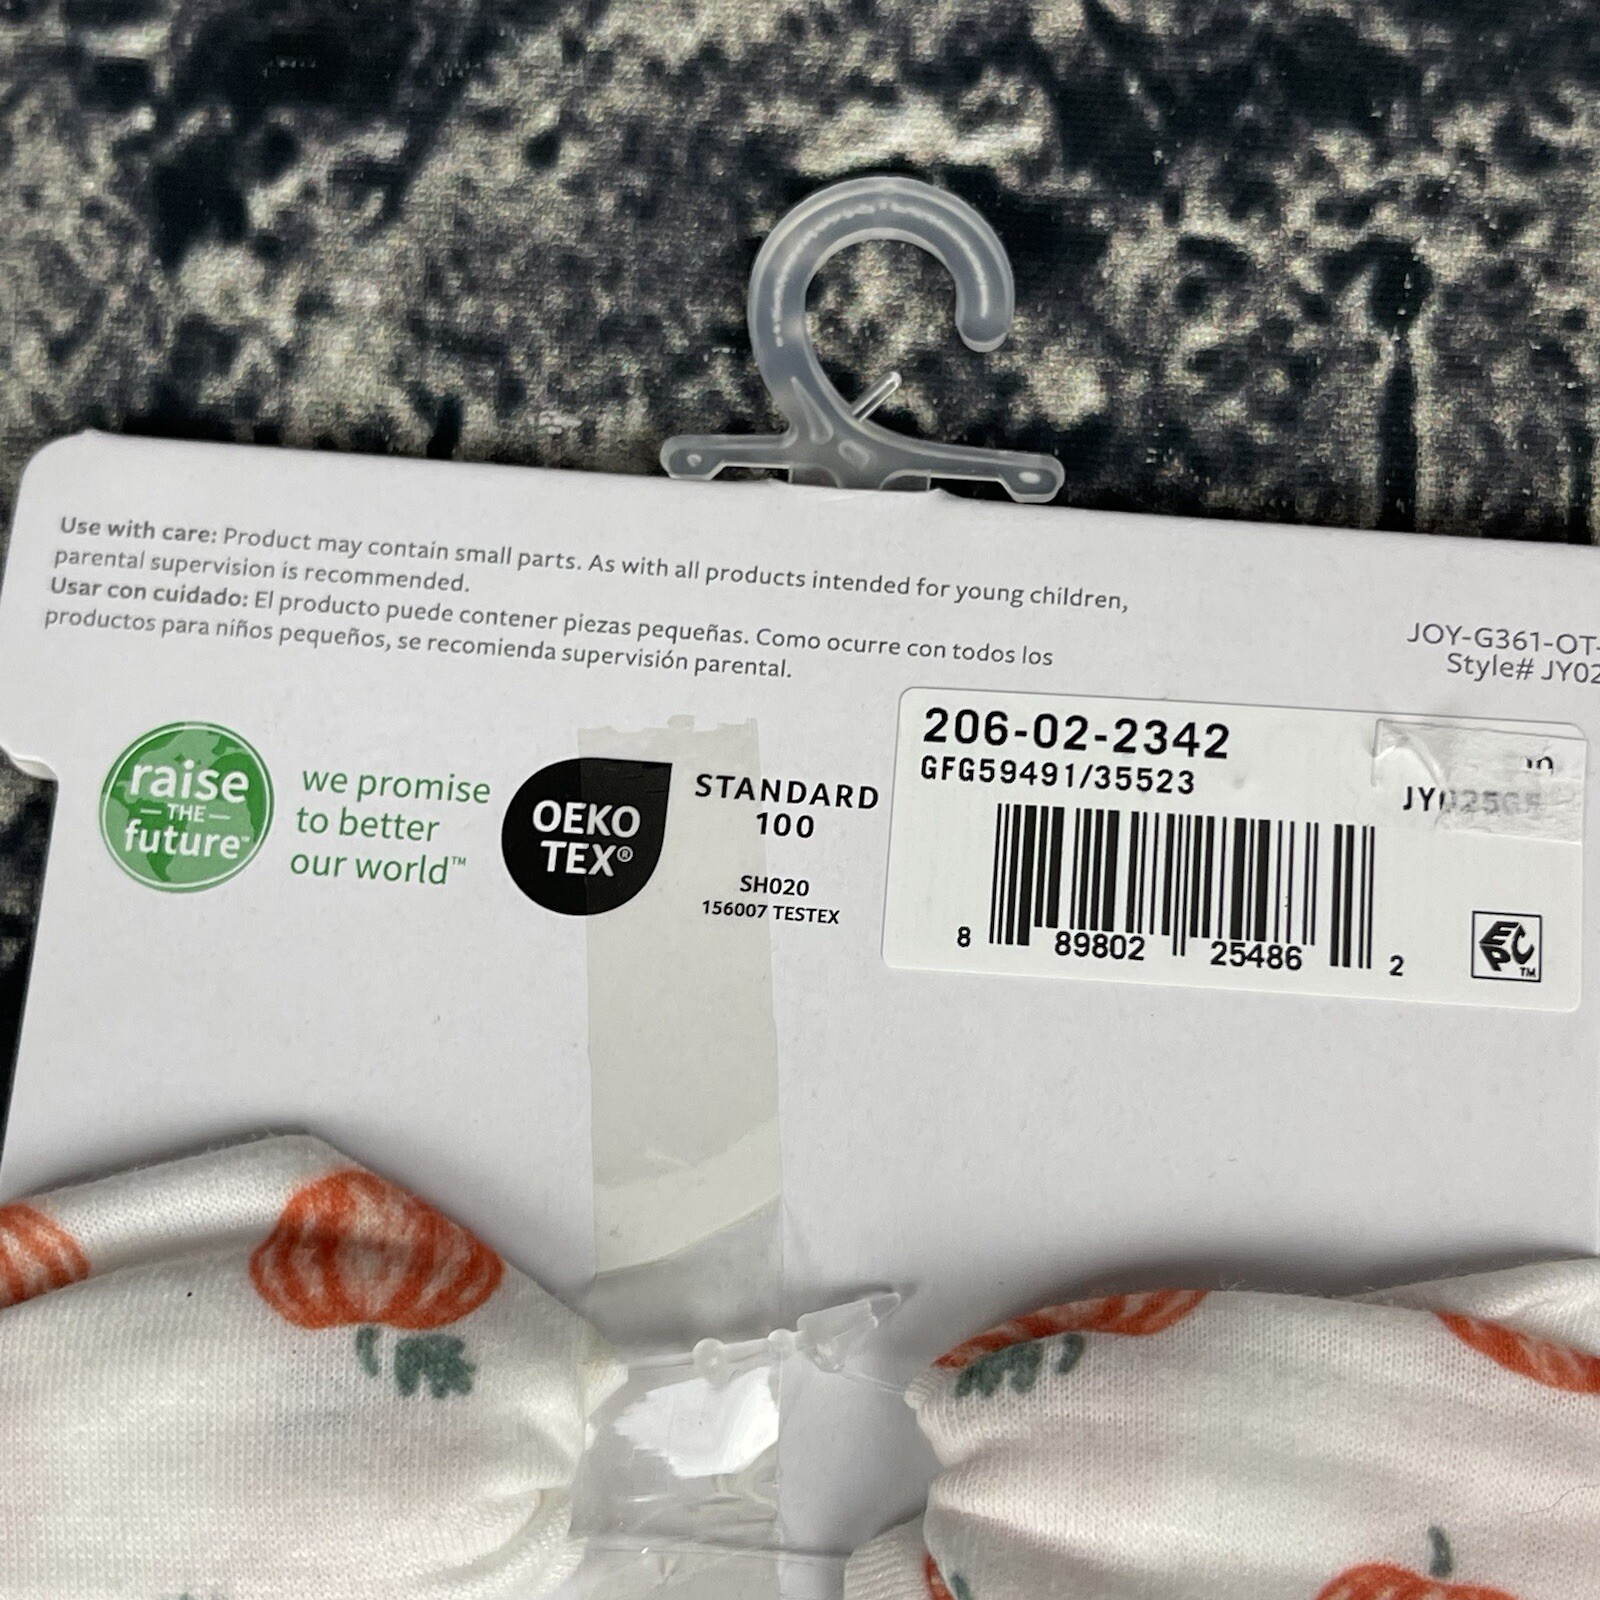 Use with care: Product may contain small parts. As with all products intended for young children,
parental supervision is recommended.
Usar con cuidado: El producto puede contener piezas pequeñas. Como ocurre con todos los
productos para niños pequeños, se recomienda supervisión parental.
JOY-G361-OT-
Style# JY02
raise
THE
future™
we promise
to better
our world™
OEKO
TEX®
STANDARD
100
SH020
156007 TESTEX
206-02-2342
GFG59491/35523
8 89802 25486 2
EPC™